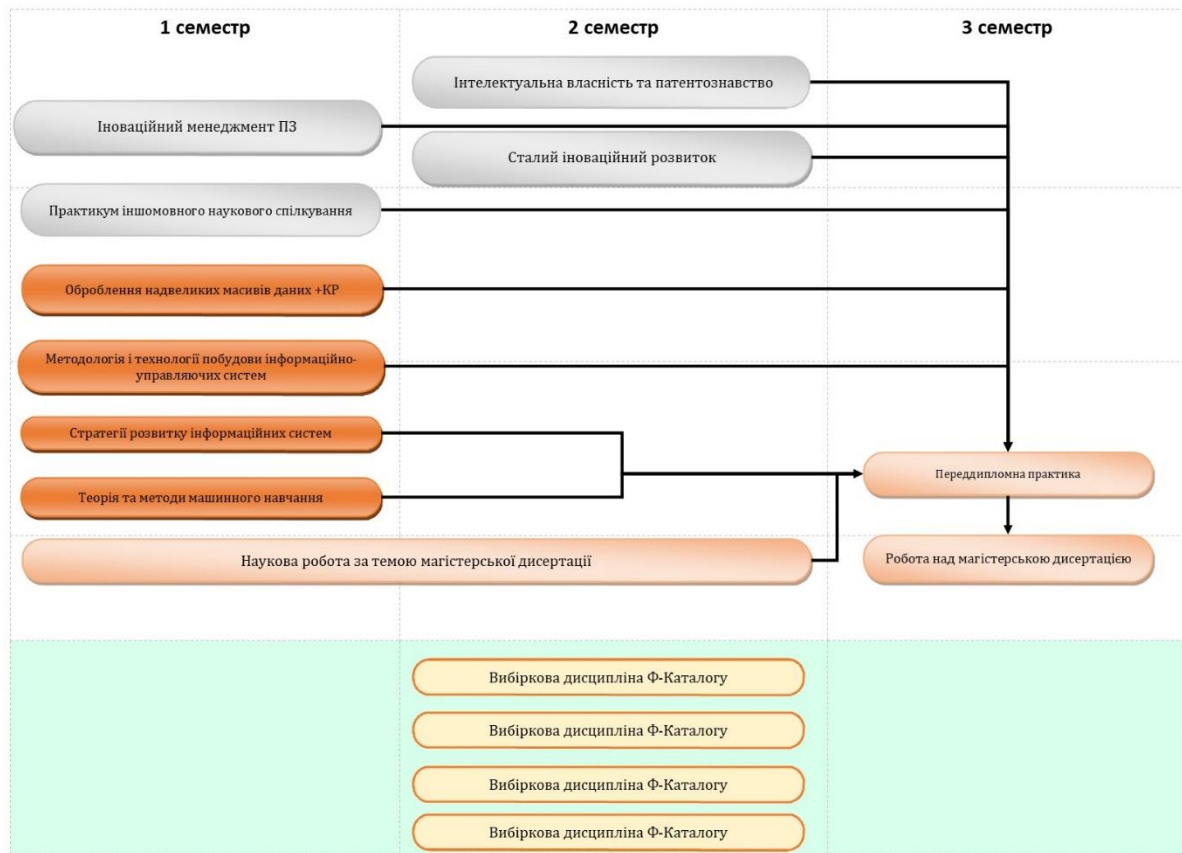 1 семестр
2 семестр
3 семестр
Інтелектуальна власність та патентознавство
Іноваційний менеджмент ПЗ
Сталий іноваційний розвиток
Практикум іншомовного наукового спілкування
Оброблення надвеликих масивів даних +КР
Методологія і технології побудови інформаційно-
управляючих систем
Стратегії розвитку інформаційних систем
Переддипломна практика
Теорія та методи машинного навчання
Наукова робота за темою магістерської дисертації
Робота над магістерською дисертацією
Вибіркова дисципліна Ф-Каталогу
Вибіркова дисципліна Ф-Каталогу
Вибіркова дисципліна Ф-Каталогу
Вибіркова дисципліна Ф-Каталогу